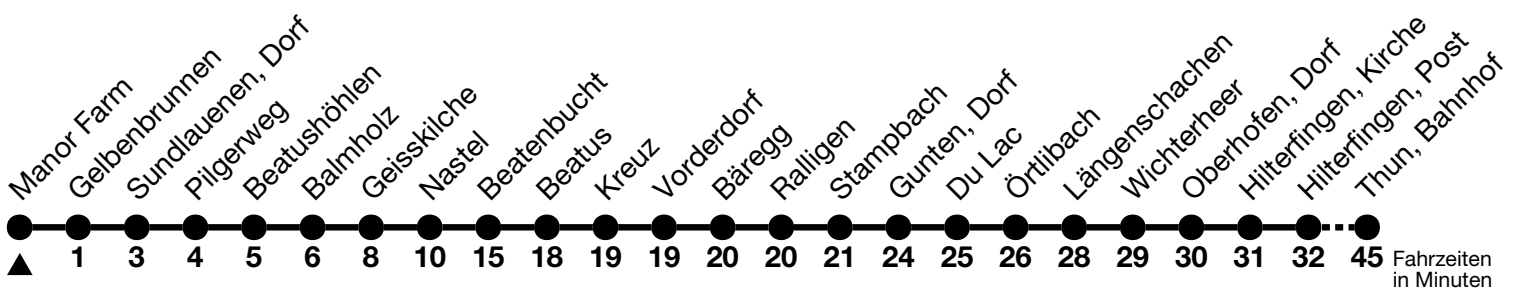 Manor Farm
Gelbenbrunnen
Sundlauenen, Dorf
Pilgerweg
Beatushöhlen
Balmholz
Geisskilche
Nastel
Beatenbucht
Beatus
Kreuz
Vorderdorf
Bäregg
Ralligen
Stampbach
Gunten, Dorf
Du Lac
Örtlibach
Längenschachen
Wichterheer
Oberhofen, Dorf
Hilterfingen, Kirche
Hilterfingen, Post
Thun, Bahnhof
1 3 4 5 6 8 10 15 18 19 19 20 20 21 24 25 26 28 29 30 31 32 45 Fahrzeiten
in Minuten